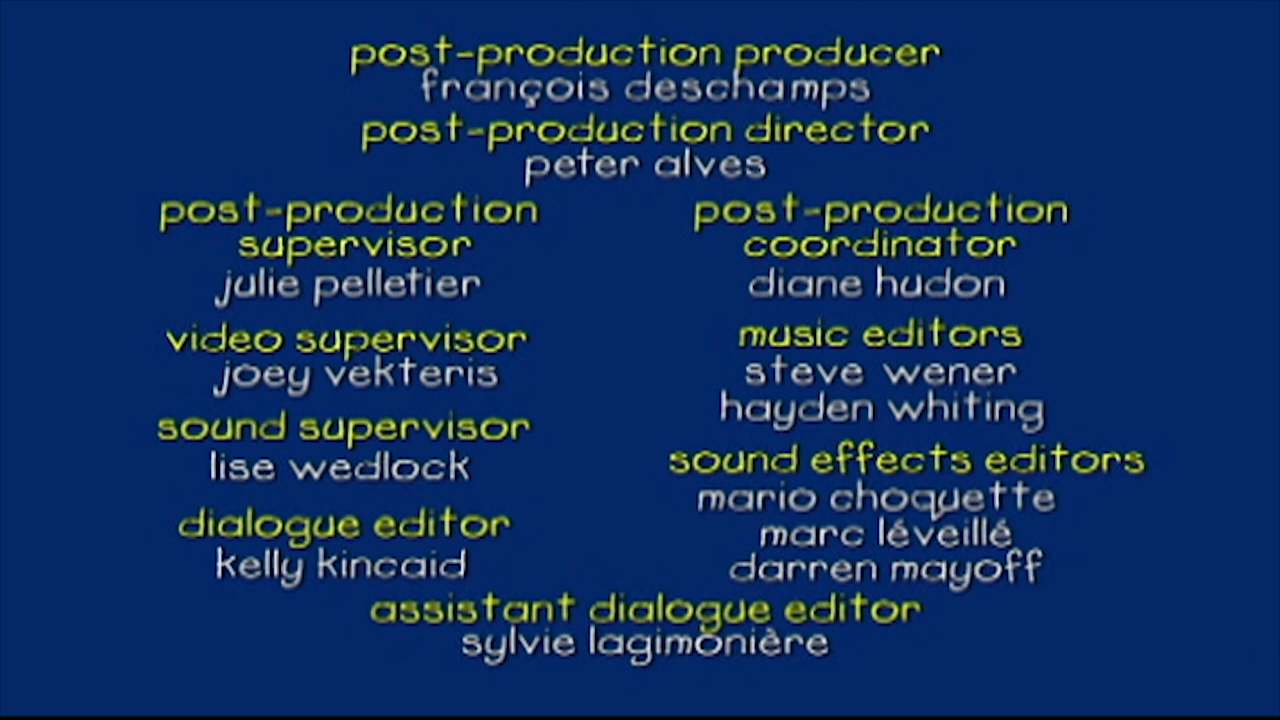 post-production producer
françois deschamps
post-production director
peter alves
post-production
supervisor
julie pelletier
video supervisor
joey vekteris
sound supervisor
lise wedlock
dialogue editor
kelly kincaid
post-production
coordinator
diane hudon
music editors
steve wener
hayden whiting
sound effects editors
mario choquette
marc léveillé
darren mayoff
assistant dialogue editor
sylvie lagimonière